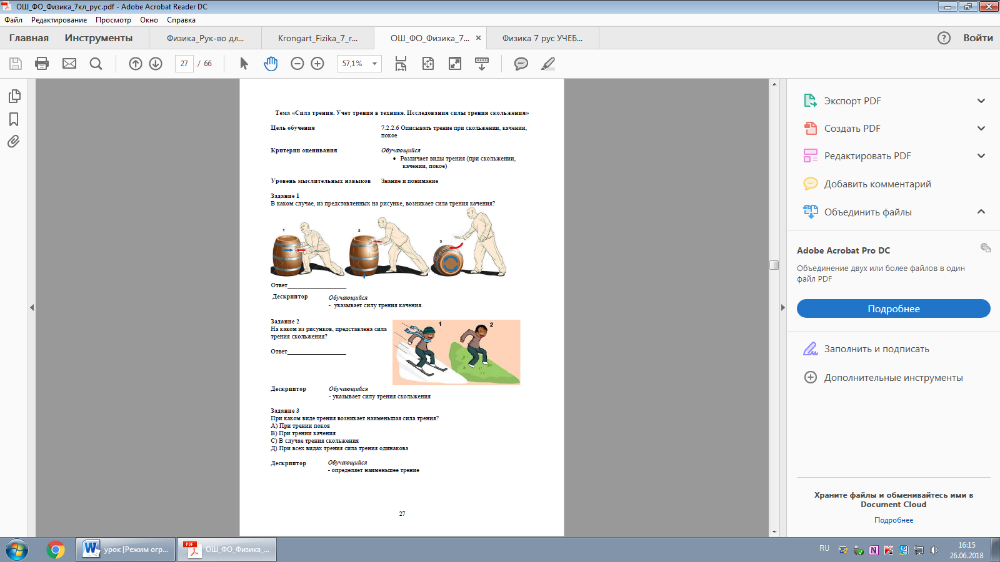 ОШ_ФО_Физика_7кл_рус.pdf - Adobe Acrobat Reader DC
Файл Редактирование Просмотр Окно Справка
Главная Инструменты Физика_Рук-во дл... Krongart_Fizika_7_r... ОШ_ФО_Физика_7... Физика 7 рус УЧЕБ... Войти
27 / 66 57,1%
Тема «Сила трения. Учет трения в технике. Исследования силы трения скольжения»
Цель обучения 7.2.2.6 Описывать трение при скольжении, качении,
покое
Критерии оценивания Обучающийся
• Различает виды трения (при скольжении,
качении, покое)
Уровень мыслительных навыков Знание и понимание
Задание 1
В каком случае, из представленных на рисунке, возникает сила трения качения?
1 2 3
Ответ____________________
Дескриптор Обучающийся
- указывает силу трения качения.
Задание 2
На каком из рисунков, представлена сила
трения скольжения?
1 2
Ответ____________________
Дескриптор Обучающийся
- указывает силу трения скольжения
Задание 3
При каком виде трения возникает наименьшая сила трения?
А) При трении покоя
В) При трении качения
С) В случае трения скольжения
Д) При всех видах трения сила трения одинакова
Дескриптор Обучающийся
- определяет наименьшее трение
27
Экспорт PDF
Создать PDF
Редактировать PDF
Добавить комментарий
Объединить файлы
Adobe Acrobat Pro DC
Объединение двух или более файлов в один
файл PDF
Подробнее
Заполнить и подписать
Дополнительные инструменты
Храните файлы и обменивайтесь ими в
Document Cloud
Подробнее
урок [Режим огр... ОШ_ФО_Физика_... RU 16:15
26.06.2018